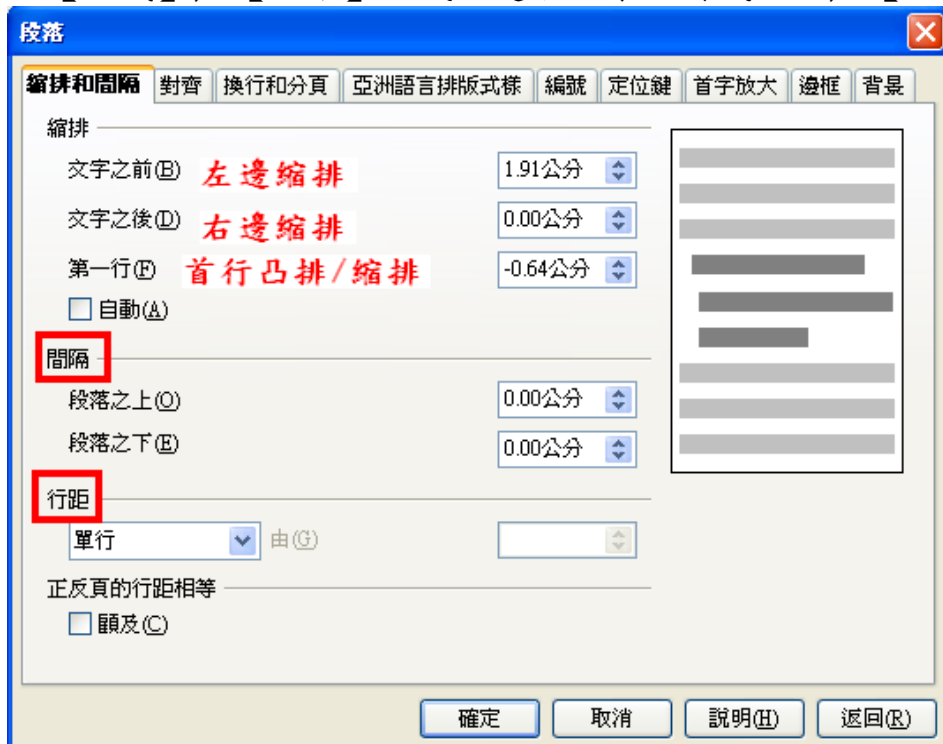 段落
縮排和間隔 對齊 換行和分頁 亞洲語言排版式樣 編號 定位鍵 首字放大 邊框 背景
縮排
文字之前(B) 左邊縮排 1.91公分
文字之後(D) 右邊縮排 0.00公分
第一行(F) 首行凸排/縮排 -0.64公分
自動(A)
間隔
段落之上(O) 0.00公分
段落之下(E) 0.00公分
行距
單行 由(G)
正反頁的行距相等
顧及(C)
確定 取消 說明(H) 返回(R)